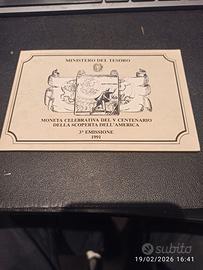 MINISTERO DEL TESORO
MONETA CELEBRATIVA DEL V CENTENARIO
DELLA SCOPERTA DELL'AMERICA
3ª EMISSIONE
1991
subito
19/02/2026 16:41